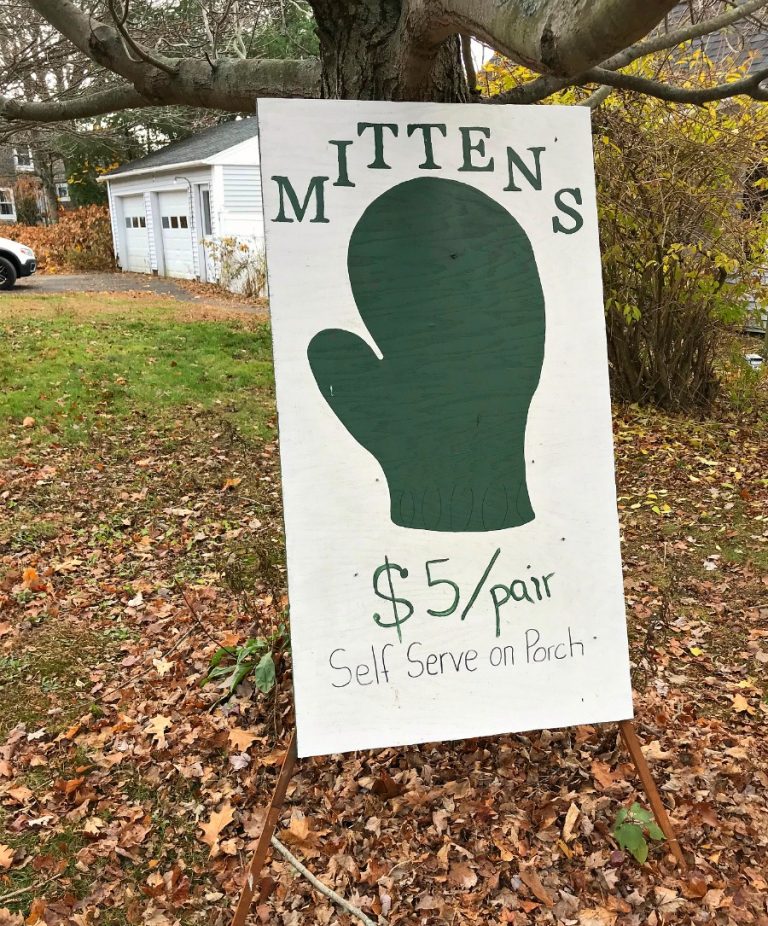 MITTENS
$5/pair
Self Serve on Porch